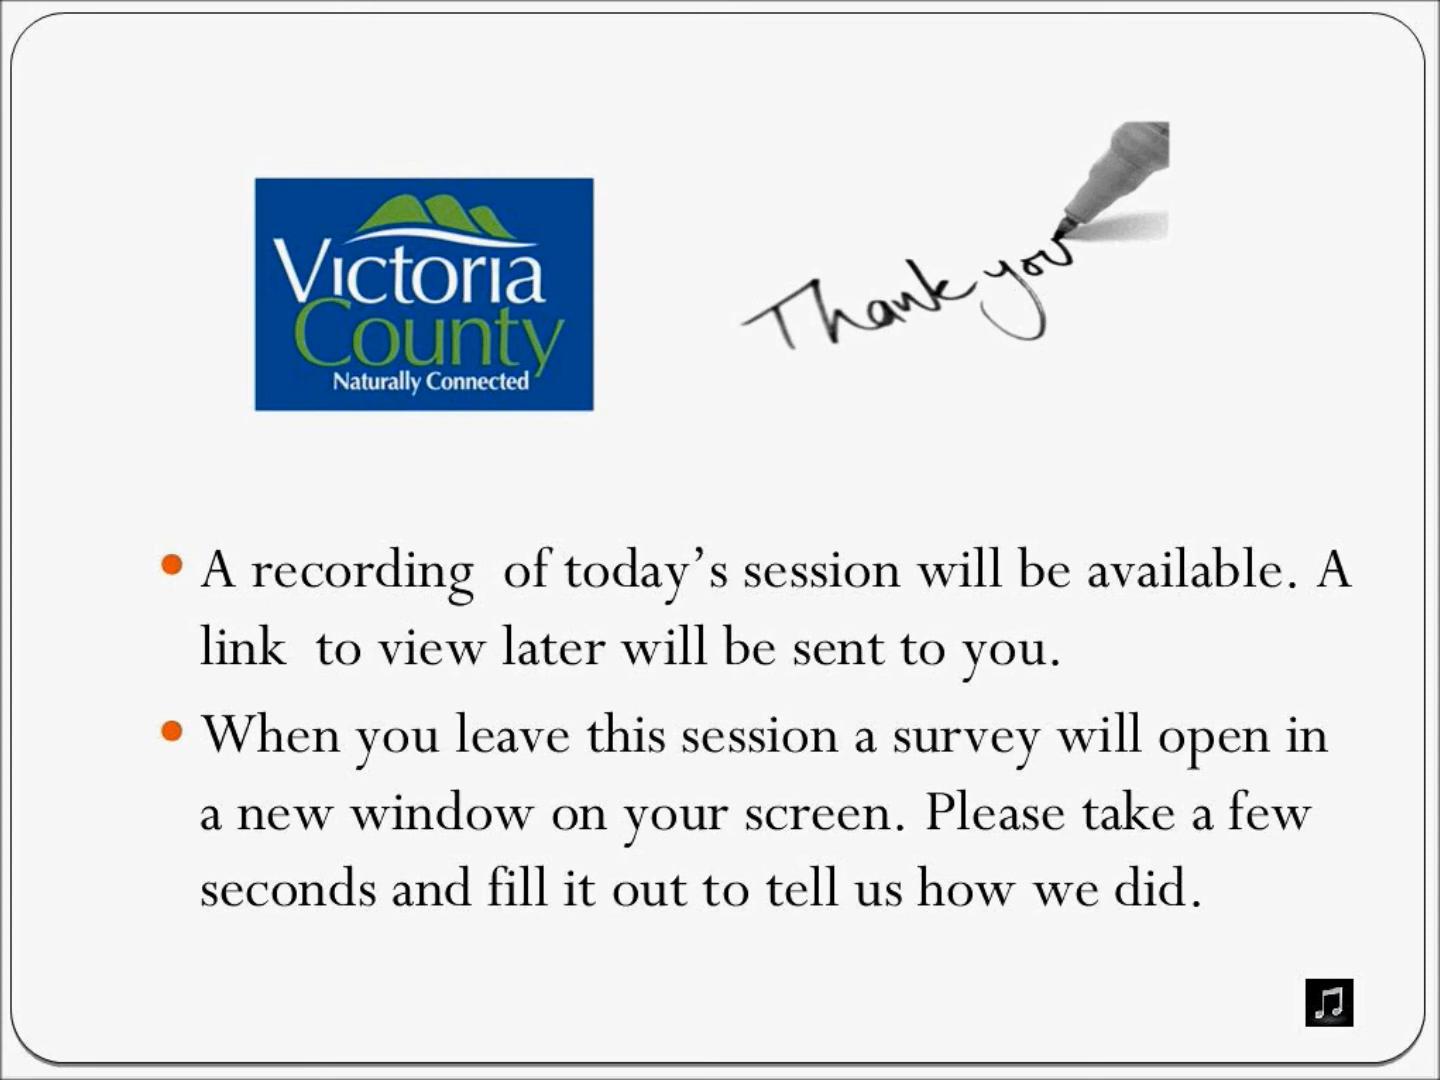 Victoria
County
Naturally Connected
Thank you
• A recording  of today’s session will be available. A
link  to view later will be sent to you.
• When you leave this session a survey will open in
a new window on your screen. Please take a few
seconds and fill it out to tell us how we did.